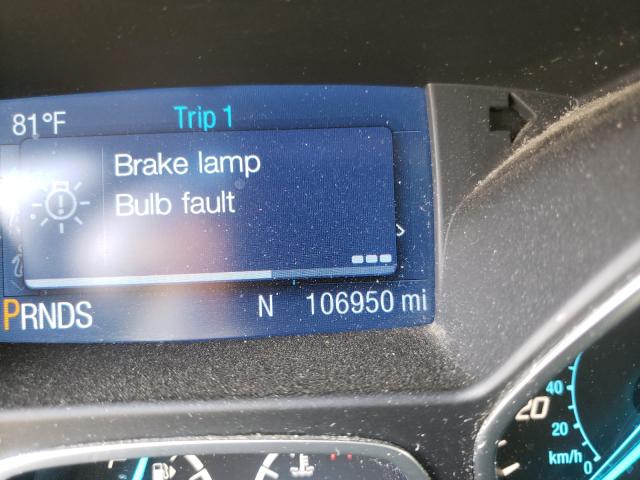 81°F Trip 1
Brake lamp
Bulb fault
PRNDS N 106950 mi
40
20
20
km/h 0